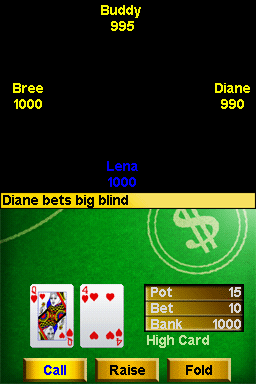 Buddy
995
Bree
1000
Diane
990
Lena
1000
Diane bets big blind
$
Q
4
Pot 15
Bet 10
Bank 1000
High Card
Call Raise Fold